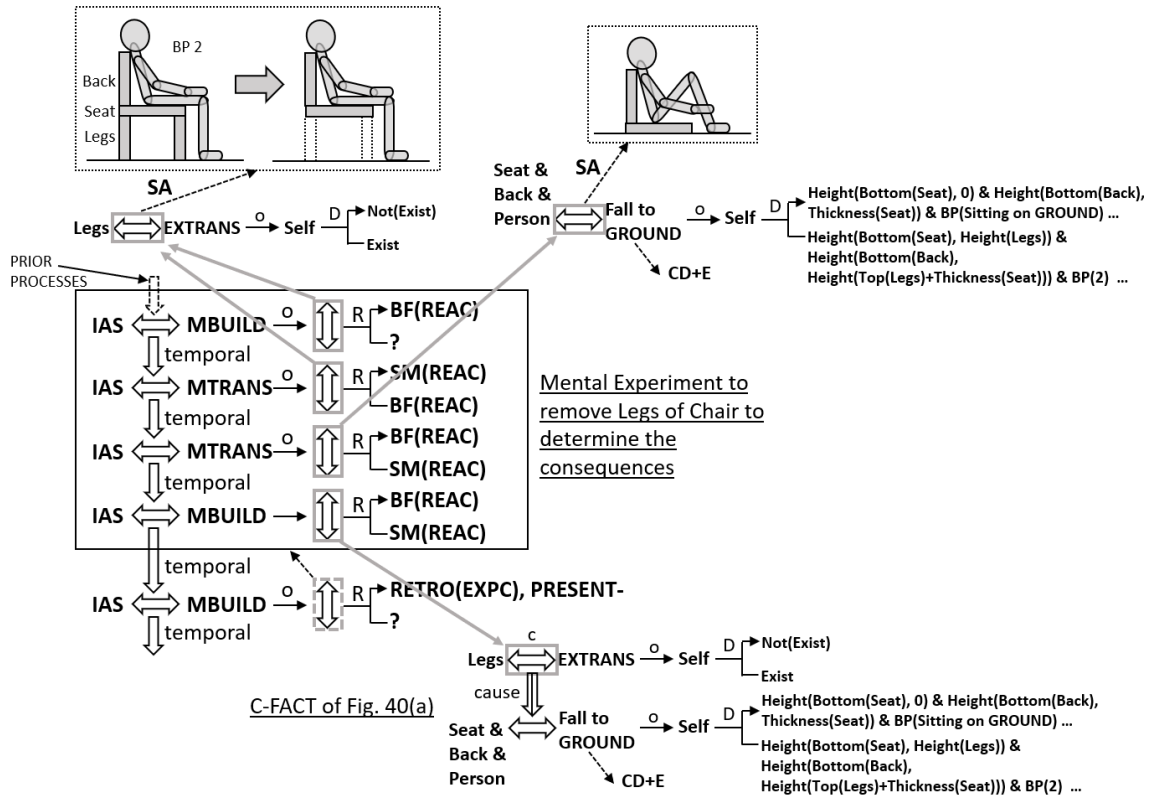 BP 2
Back
Seat
Legs
SA
Legs EXTRANS o Self D Not(Exist)
Exist
Seat &
Back &
Person
SA
Fall to
GROUND
o Self D
CD+E
Height(Bottom(Seat), 0) & Height(Bottom(Back),
Thickness(Seat)) & BP(Sitting on GROUND) ...
Height(Bottom(Seat), Height(Legs)) &
Height(Bottom(Back),
Height(Top(Legs)+Thickness(Seat))) & BP(2) ...
PRIOR
PROCESSES
IAS MBUILD o R BF(REAC)
?
temporal
IAS MTRANS o R SM(REAC)
BF(REAC)
temporal
IAS MTRANS o R BF(REAC)
SM(REAC)
temporal
IAS MBUILD R BF(REAC)
SM(REAC)
Mental Experiment to
remove Legs of Chair to
determine the
consequences
temporal
IAS MBUILD o R RETRO(EXPC), PRESENT-
?
temporal
C-FACT of Fig. 40(a)
c
Legs EXTRANS o Self D Not(Exist)
Exist
cause
Seat &
Back &
Person
Fall to
GROUND
o Self D
CD+E
Height(Bottom(Seat), 0) & Height(Bottom(Back),
Thickness(Seat)) & BP(Sitting on GROUND) ...
Height(Bottom(Seat), Height(Legs)) &
Height(Bottom(Back),
Height(Top(Legs)+Thickness(Seat))) & BP(2) ...